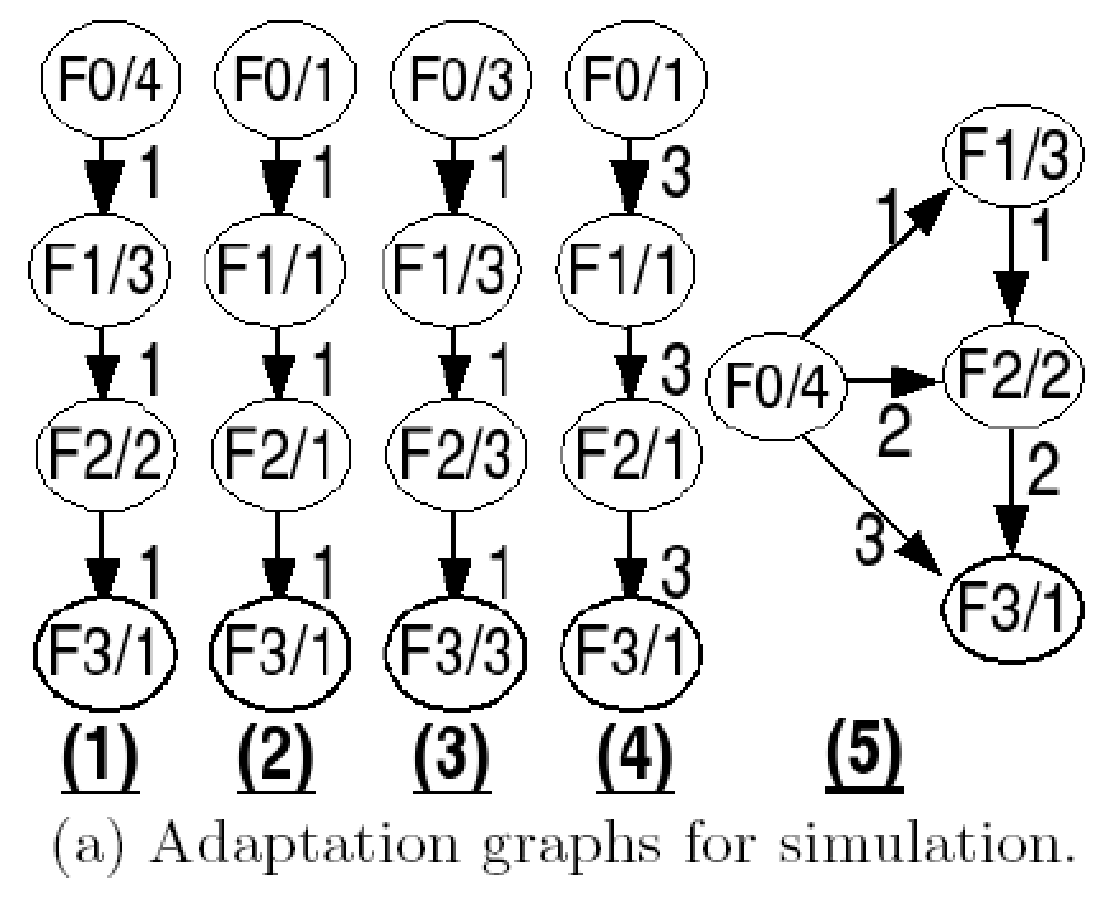 F0/4 F0/1 F0/3 F0/1
F1/3
1 1 1 3
1
F1/3 F1/1 F1/3 F1/1
1
1 1 1 3
F0/4
F2/2
2
F2/2 F2/1 F2/3 F2/1
2
3
1 1 1 3
F3/1
F3/1 F3/1 F3/3 F3/1
(1) (2) (3) (4) (5)
(a) Adaptation graphs for simulation.